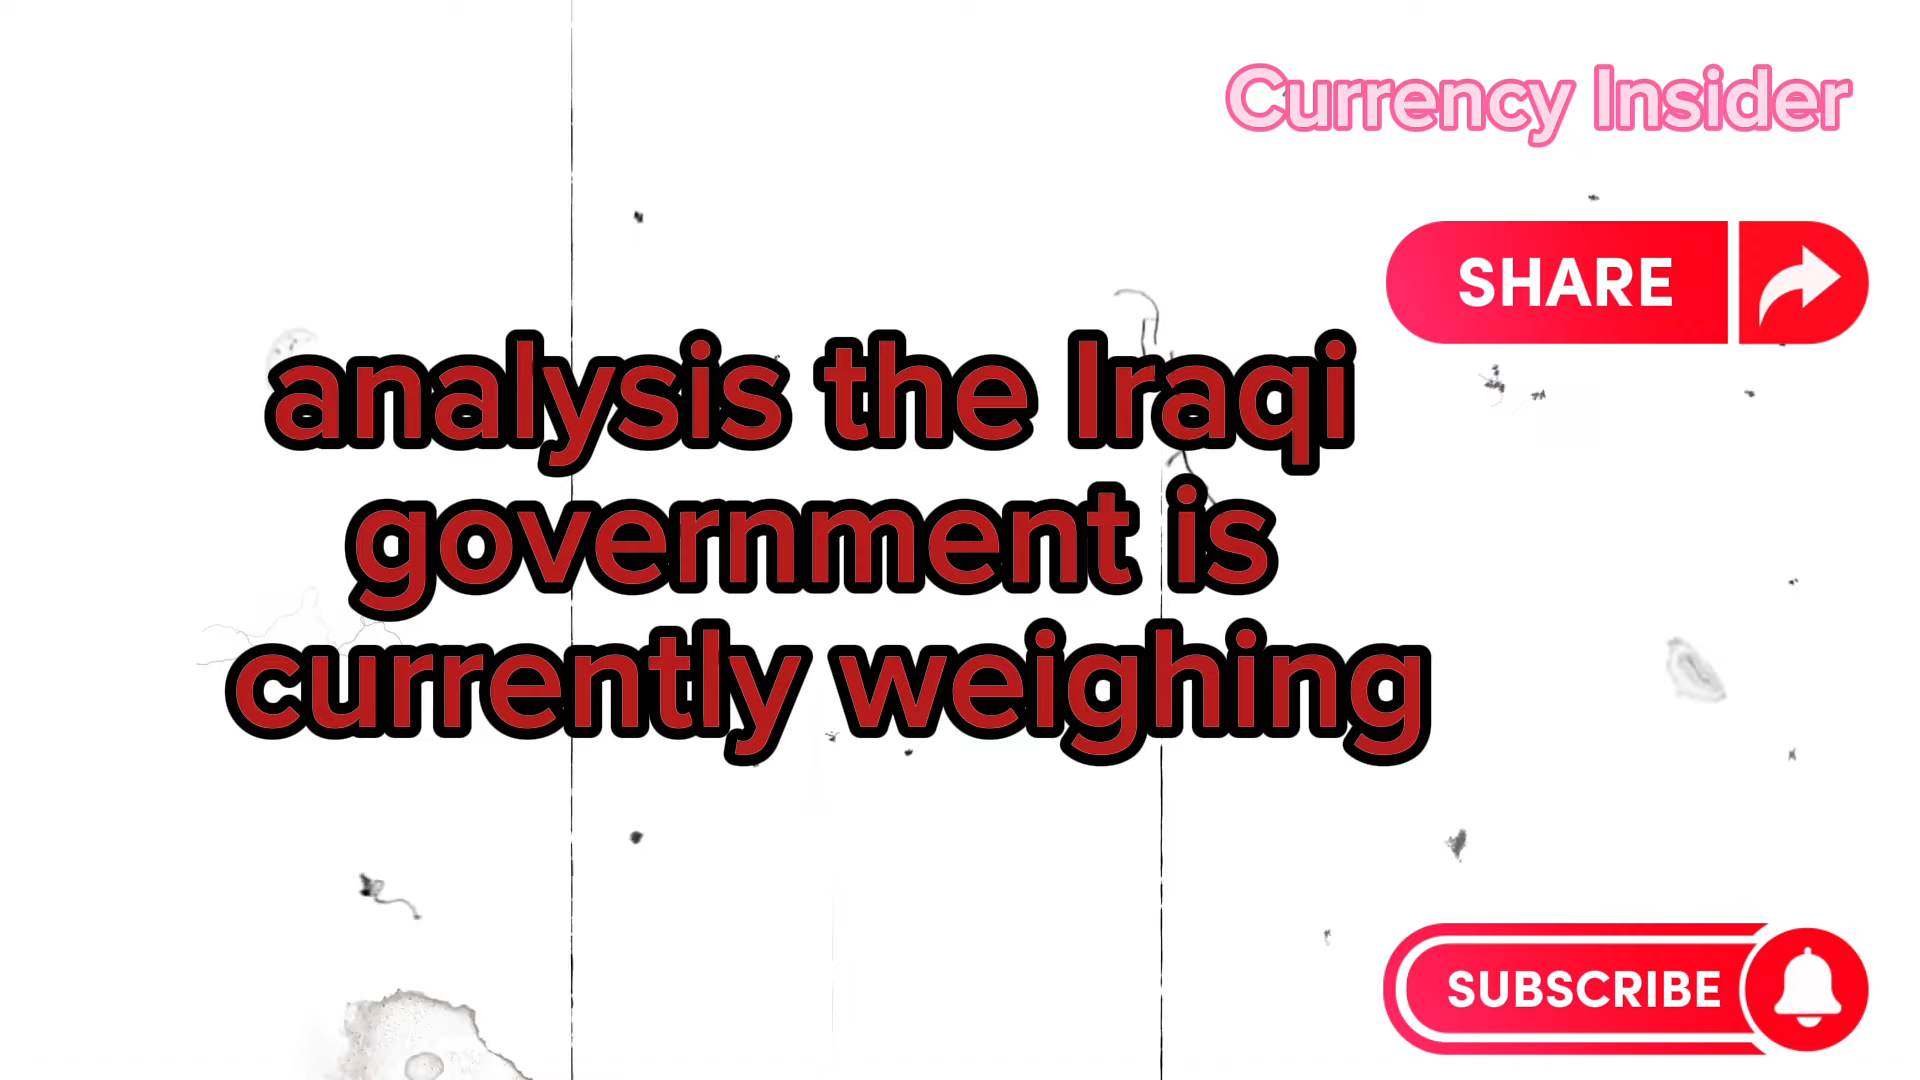 Currency Insider
SHARE
analysis the Iraqi
government is
currently weighing
SUBSCRIBE